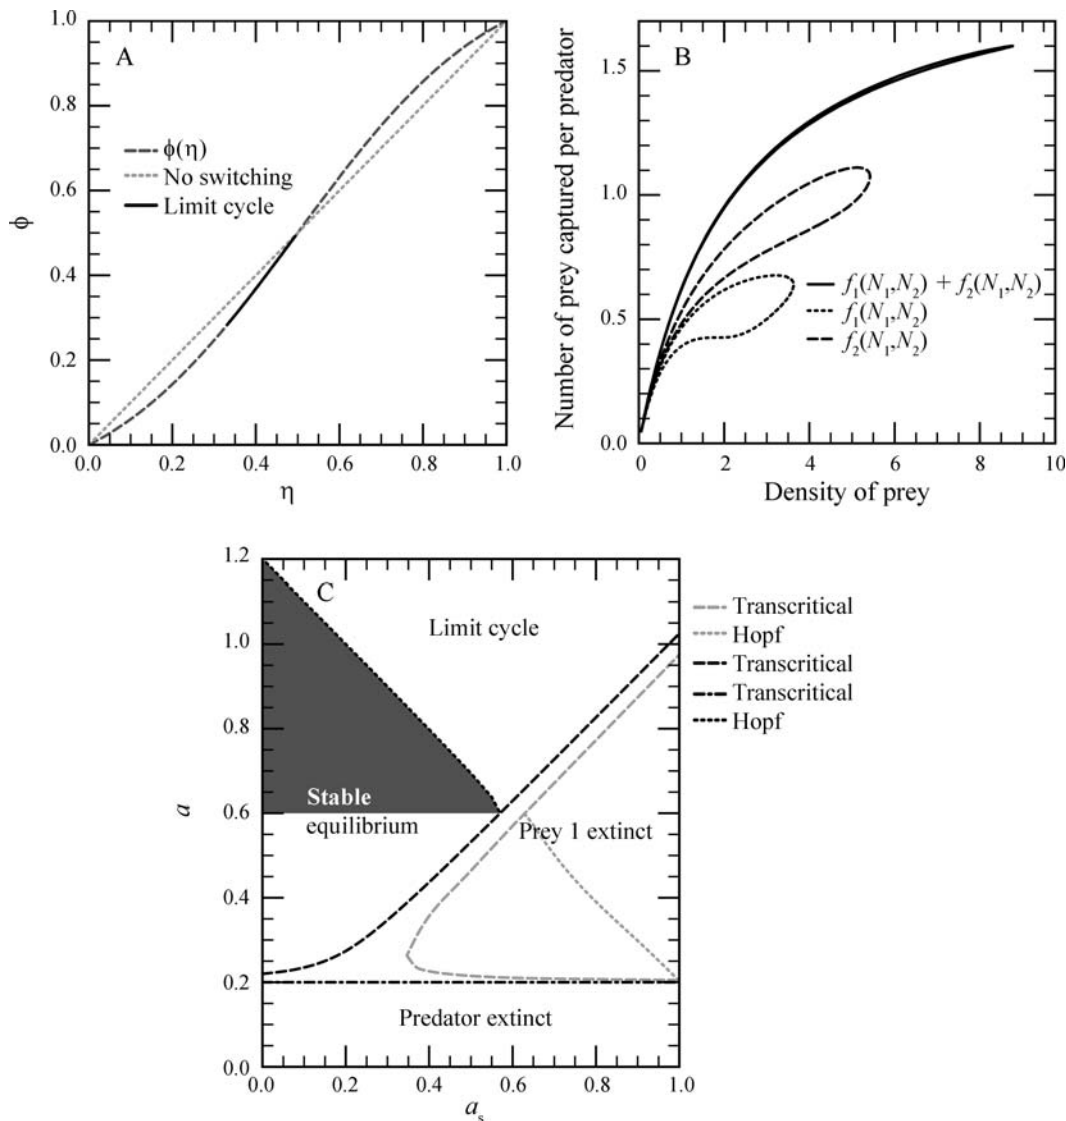 A
1.0
0.8
0.6
0.4
0.2
0.0
ϕ
ϕ(η)
No switching
Limit cycle
0.0 0.2 0.4 0.6 0.8 1.0
η
B
Number of prey captured per predator
1.5
1.0
0.5
0.0
f1(N1,N2) + f2(N1,N2)
f1(N1,N2)
f2(N1,N2)
0 2 4 6 8 10
Density of prey
C
1.2
1.0
0.8
0.6
0.4
0.2
0.0
a
Limit cycle
Stable
equilibrium
Prey 1 extinct
Predator extinct
0.0 0.2 0.4 0.6 0.8 1.0
as
Transcritical
Hopf
Transcritical
Transcritical
Hopf